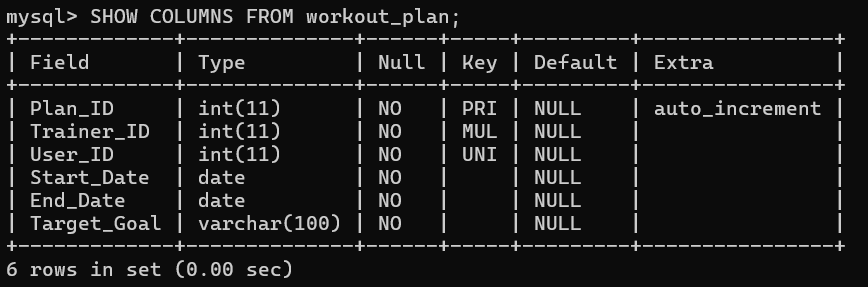 mysql> SHOW COLUMNS FROM workout_plan;
+-------------+--------------+------+-----+---------+----------------+
| Field       | Type         | Null | Key | Default | Extra          |
+-------------+--------------+------+-----+---------+----------------+
| Plan_ID     | int(11)      | NO   | PRI | NULL    | auto_increment |
| Trainer_ID  | int(11)      | NO   | MUL | NULL    |                |
| User_ID     | int(11)      | NO   | UNI | NULL    |                |
| Start_Date  | date         | NO   |     | NULL    |                |
| End_Date    | date         | NO   |     | NULL    |                |
| Target_Goal | varchar(100) | NO   |     | NULL    |                |
+-------------+--------------+------+-----+---------+----------------+
6 rows in set (0.00 sec)